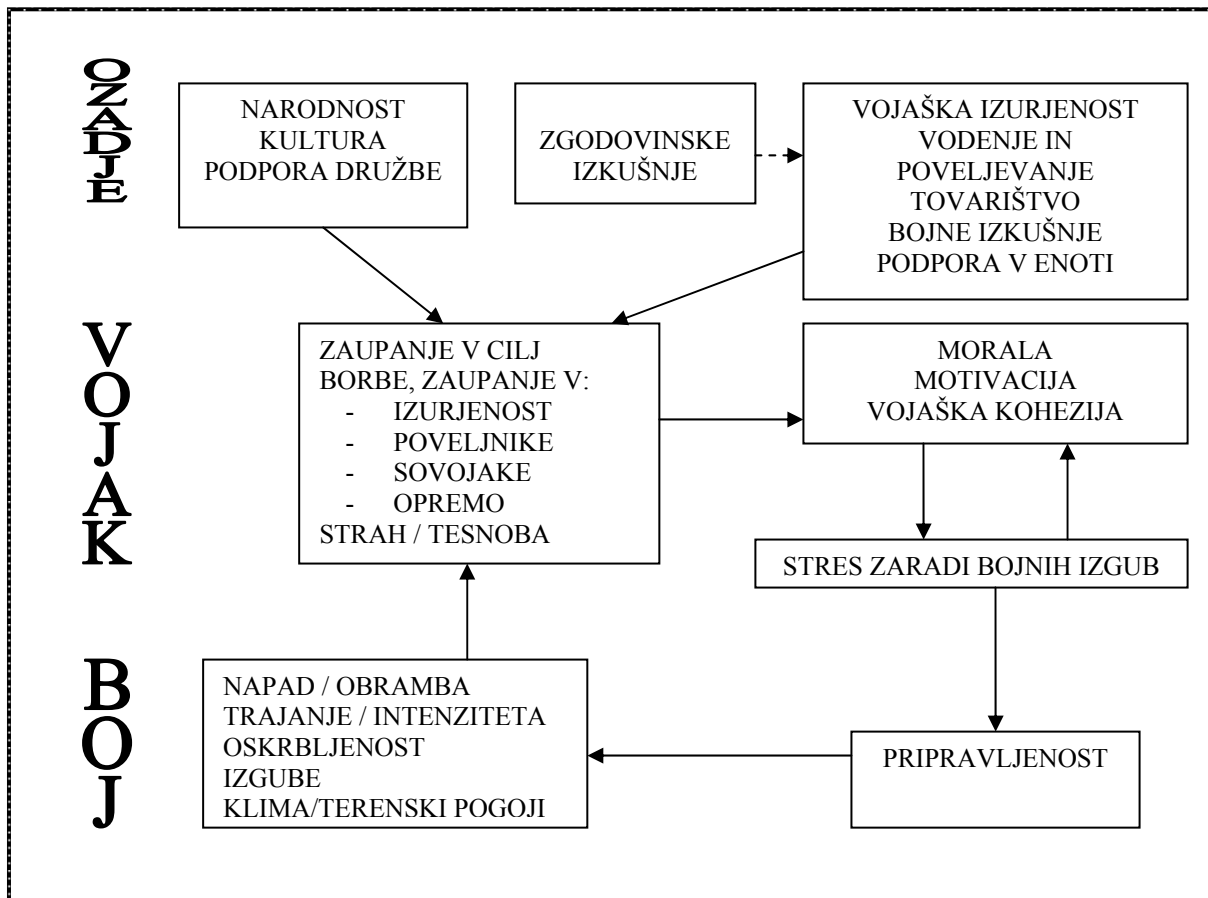 OZADJE
NARODNOST
KULTURA
PODPORA DRUŽBE
ZGODOVINSKE
IZKUŠNJE
VOJAŠKA IZURJENOST
VODENJE IN
POVELJEVANJE
TOVARIŠTVO
BOJNE IZKUŠNJE
PODPORA V ENOTI
VOJAK
ZAUPANJE V CILJ
BORBE, ZAUPANJE V:
- IZURJENOST
- POVELJNIKE
- SOVOJAKE
- OPREMO
STRAH / TESNOBA
MORALA
MOTIVACIJA
VOJAŠKA KOHEZIJA
STRES ZARADI BOJNIH IZGUB
BOJ
NAPAD / OBRAMBA
TRAJANJE / INTENZITETA
OSKRBLJENOST
IZGUBE
KLIMA/TERENSKI POGOJI
PRIPRAVLJENOST